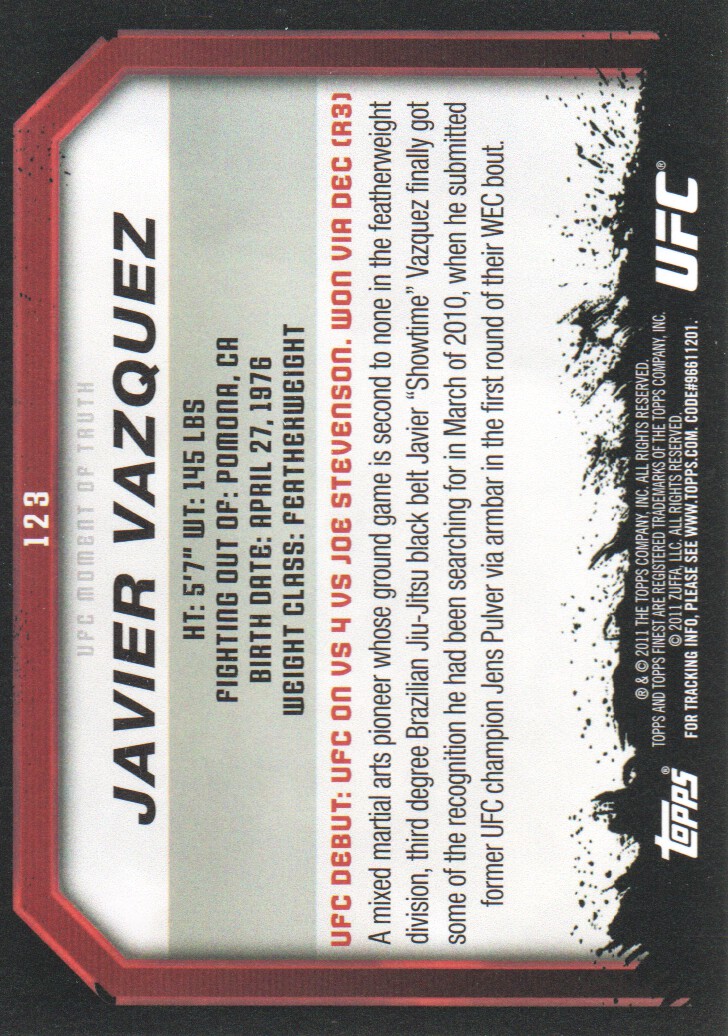 123
UFC MOMENT OF TRUTH
JAVIER VAZQUEZ
HT: 5'7" WT: 145 LBS
FIGHTING OUT OF: POMONA, CA
BIRTH DATE: APRIL 27, 1976
WEIGHT CLASS: FEATHERWEIGHT
UFC DEBUT: UFC ON VS 4 VS JOE STEVENSON. WON VIA DEC (R3)
A mixed martial arts pioneer whose ground game is second to none in the featherweight
division, third degree Brazilian Jiu-Jitsu black belt Javier “Showtime” Vazquez finally got
some of the recognition he had been searching for in March of 2010, when he submitted
former UFC champion Jens Pulver via armbar in the first round of their WEC bout.
TOPPS®
® & © 2011 THE TOPPS COMPANY, INC. ALL RIGHTS RESERVED.
TOPPS AND TOPPS FINEST ARE REGISTERED TRADEMARKS OF THE TOPPS COMPANY, INC.
© 2011 ZUFFA, LLC. ALL RIGHTS RESERVED.
FOR TRACKING INFO, PLEASE SEE WWW.TOPPS.COM. CODE#96611201.
UFC®